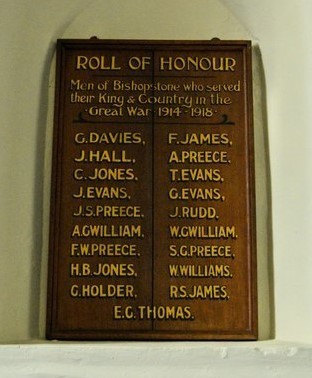 ROLL OF HONOUR
Men of Bishopstone who served
their King & Country in the
Great War 1914-1918
G. DAVIES, F. JAMES,
J. HALL, A. PREECE,
C. JONES, T. EVANS,
J. EVANS, G. EVANS,
J.S. PREECE, J. RUDD,
A. GWILLIAM, W. GWILLIAM,
F.W. PREECE, S.G. PREECE,
H.B. JONES, W. WILLIAMS,
G. HOLDER, R.S. JAMES,
E.G. THOMAS.